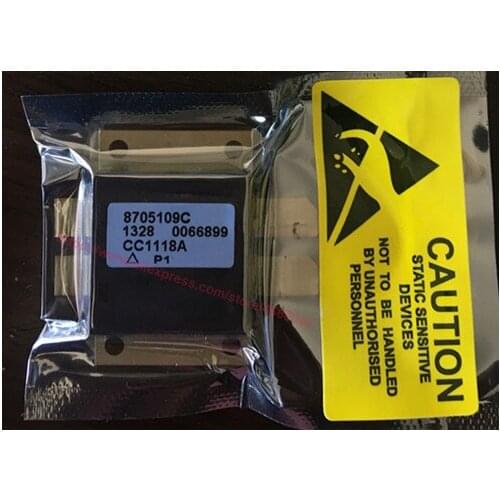 8705109C
1328 0066899
CC1118A
△ P1
CAUTION
STATIC SENSITIVE
DEVICES
NOT TO BE HANDLED
BY UNAUTHORISED
PERSONNEL